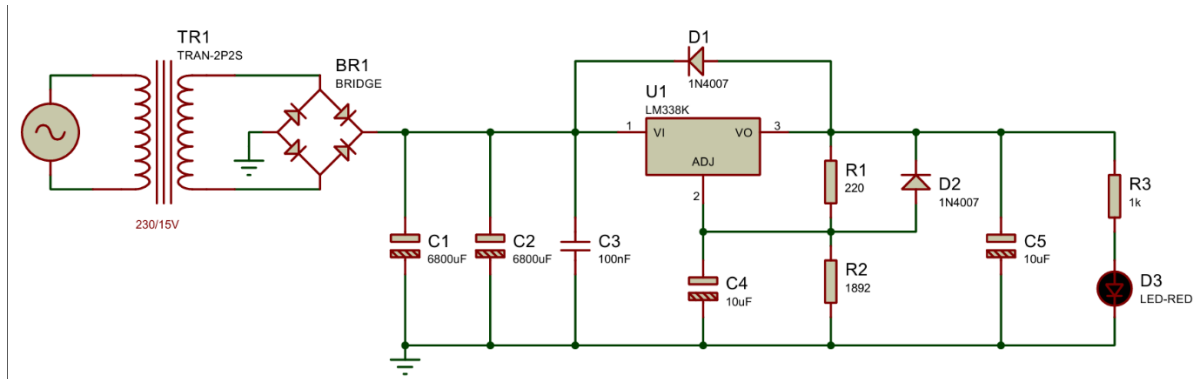 TR1
TRAN-2P2S
230/15V
BR1
BRIDGE
C1
6800uF
C2
6800uF
C3
100nF
D1
1N4007
U1
LM338K
1
VI
VO
3
ADJ
2
C4
10uF
R1
220
R2
1892
D2
1N4007
C5
10uF
R3
1k
D3
LED-RED